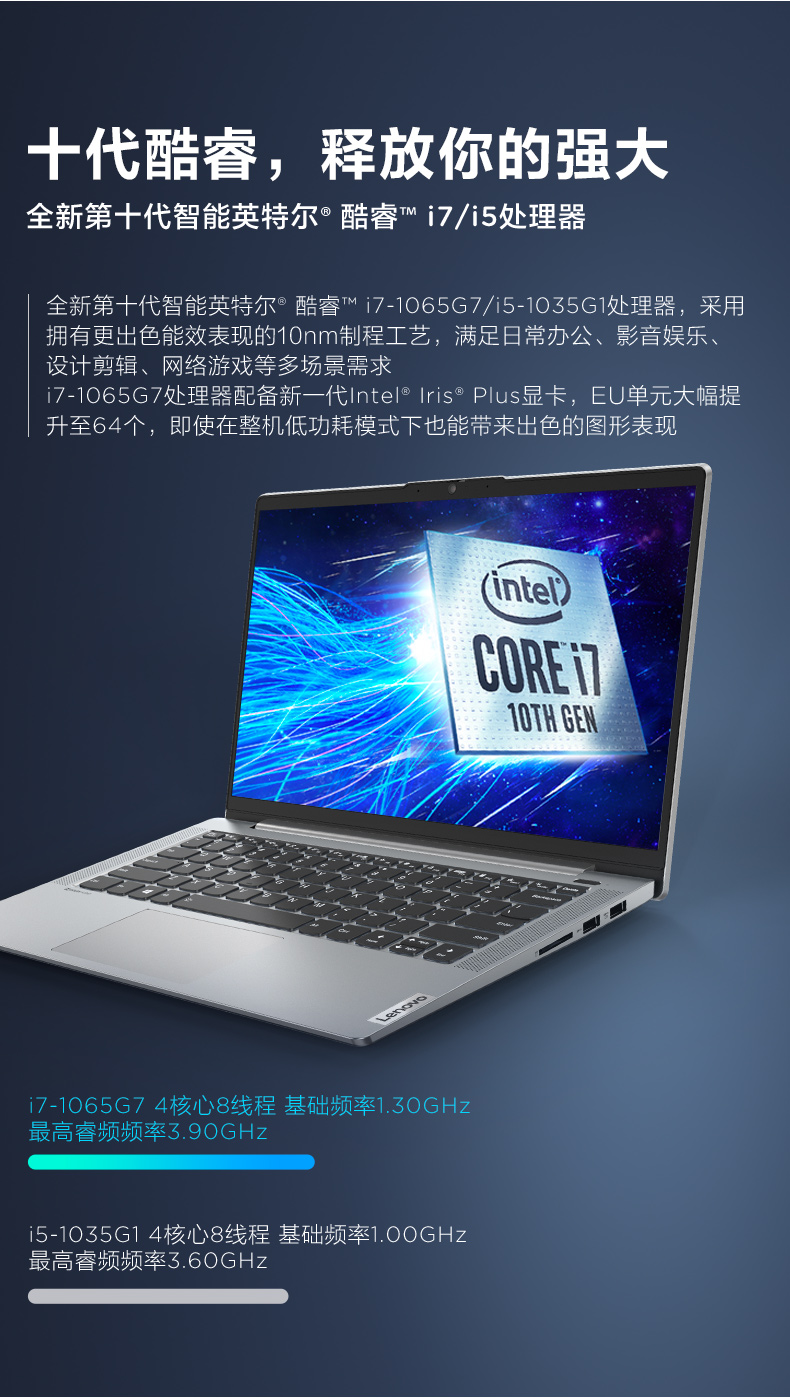 十代酷睿，释放你的强大
全新第十代智能英特尔® 酷睿™ i7/i5处理器
全新第十代智能英特尔® 酷睿™ i7-1065G7/i5-1035G1处理器，采用
拥有更出色能效表现的10nm制程工艺，满足日常办公、影音娱乐、
设计剪辑、网络游戏等多场景需求
i7-1065G7处理器配备新一代Intel® Iris® Plus显卡，EU单元大幅提
升至64个，即使在整机低功耗模式下也能带来出色的图形表现
intel®
CORE™ i7
10TH GEN
Lenovo
i7-1065G7 4核心8线程 基础频率1.30GHz
最高睿频频率3.90GHz
i5-1035G1 4核心8线程 基础频率1.00GHz
最高睿频频率3.60GHz